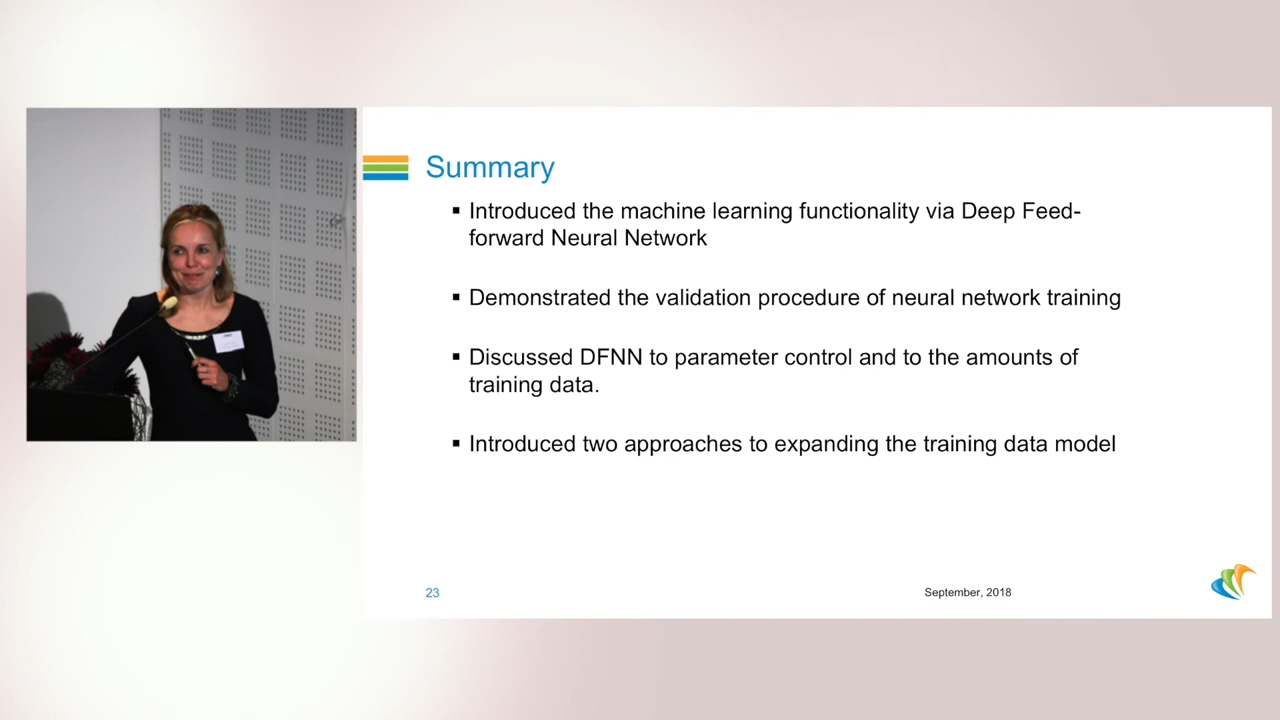 Summary
▪ Introduced the machine learning functionality via Deep Feed-
forward Neural Network
▪ Demonstrated the validation procedure of neural network training
▪ Discussed DFNN to parameter control and to the amounts of
training data.
▪ Introduced two approaches to expanding the training data model
23
September, 2018